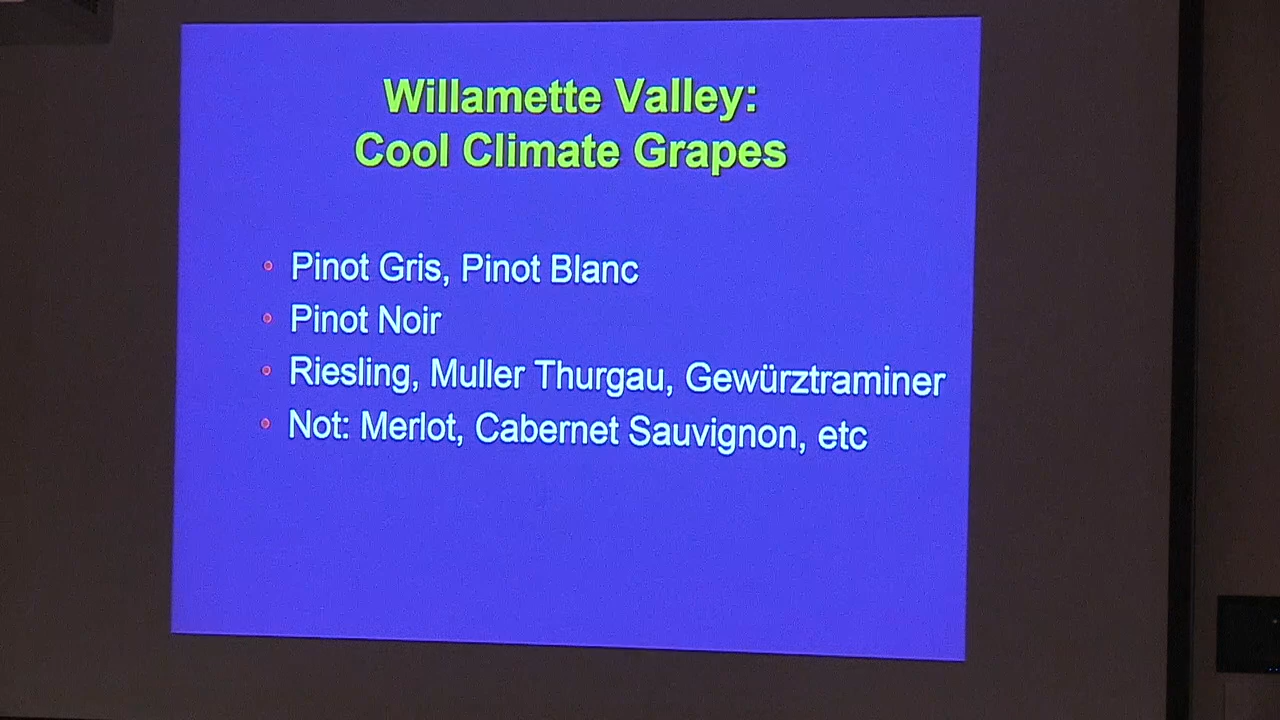 Willamette Valley:
Cool Climate Grapes
Pinot Gris, Pinot Blanc
Pinot Noir
Riesling, Muller Thurgau, Gewürztraminer
Not: Merlot, Cabernet Sauvignon, etc